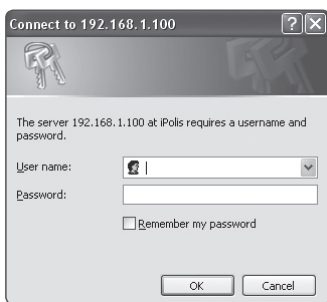 Connect to 192.168.1.100
The server 192.168.1.100 at iPolis requires a username and
password.
User name:
Password:
Remember my password
OK
Cancel